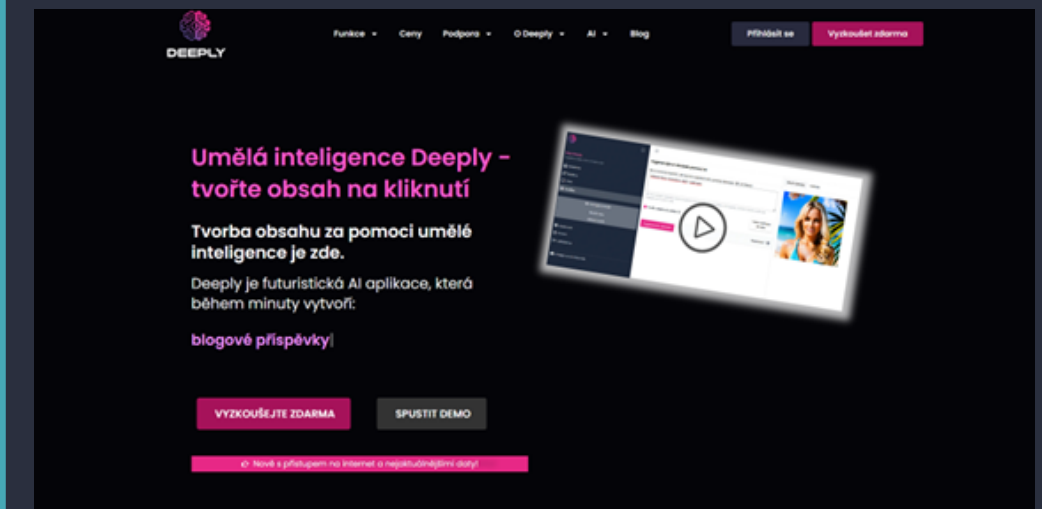 DEEPLY
Funkce Ceny Podpora O Deeply AI Blog
Přihlásit se
Vyzkoušet zdarma
Umělá inteligence Deeply -
tvořte obsah na kliknutí
Tvorba obsahu za pomoci umělé
inteligence je zde.
Deeply je futuristická AI aplikace, která
během minuty vytvoří:
blogové příspěvky
VYZKOUŠEJTE ZDARMA
SPUSTIT DEMO
Nově s přístupem na internet a nejaktuálnějšími daty!